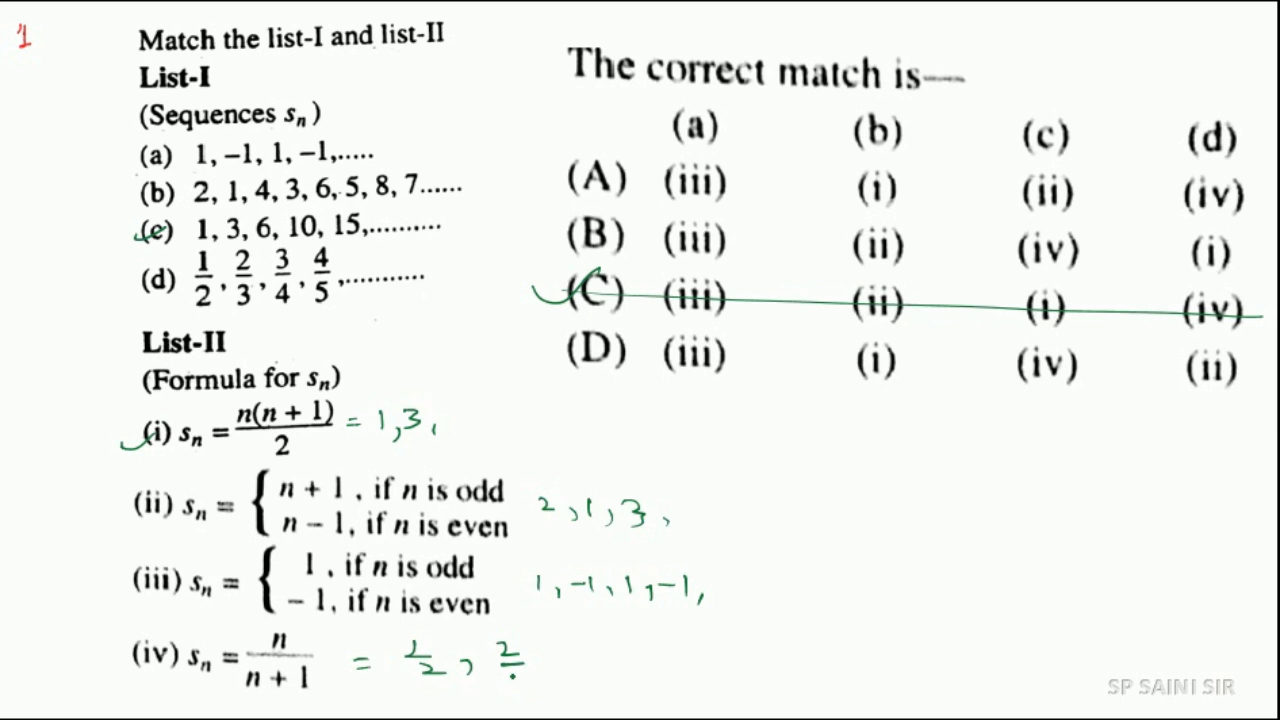 1
Match the list-I and list-II
List-I
(Sequences sₙ)
(a) 1, –1, 1, –1,.....
(b) 2, 1, 4, 3, 6, 5, 8, 7......
(c) 1, 3, 6, 10, 15,..........
(d) 1/2, 2/3, 3/4, 4/5,............
List-II
(Formula for sₙ)
(i) sₙ = n(n + 1)/2 = 1, 3,
(ii) sₙ = { n + 1, if n is odd
n – 1, if n is even 2, 1, 3,
(iii) sₙ = { 1, if n is odd
– 1, if n is even 1, -1, 1, -1,
(iv) sₙ = n/(n + 1) = 1/2, 2/
The correct match is—
(a) (b) (c) (d)
(A) (iii) (i) (ii) (iv)
(B) (iii) (ii) (iv) (i)
(C) (iii) (ii) (i) (iv)
(D) (iii) (i) (iv) (ii)
SP SAINI SIR